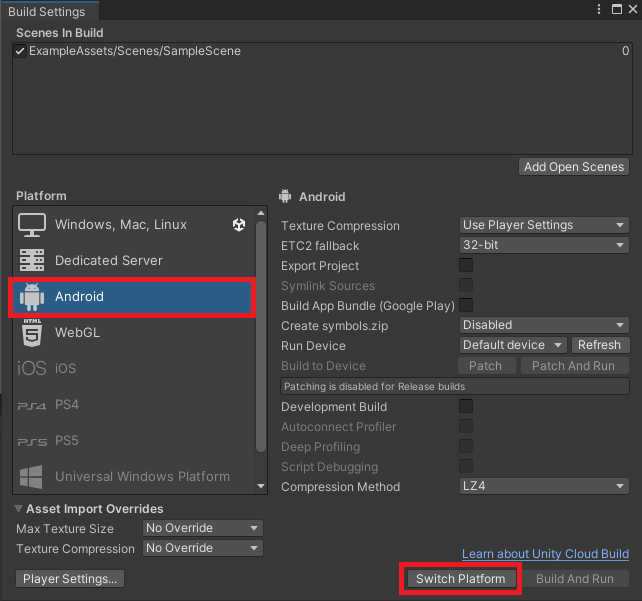 Build Settings
Scenes In Build
ExampleAssets/Scenes/SampleScene 0
Add Open Scenes
Platform
Windows, Mac, Linux
Dedicated Server
Android
HTML
5
WebGL
iOS iOS
PS4 PS4
PS5 PS5
Universal Windows Platform
Android
Texture Compression Use Player Settings
ETC2 fallback 32-bit
Export Project
Symlink Sources
Build App Bundle (Google Play)
Create symbols.zip Disabled
Run Device Default device Refresh
Build to Device Patch Patch And Run
Patching is disabled for Release builds
Development Build
Autoconnect Profiler
Deep Profiling
Script Debugging
Compression Method LZ4
Asset Import Overrides
Max Texture Size No Override
Texture Compression No Override
Learn about Unity Cloud Build
Player Settings... Switch Platform Build And Run